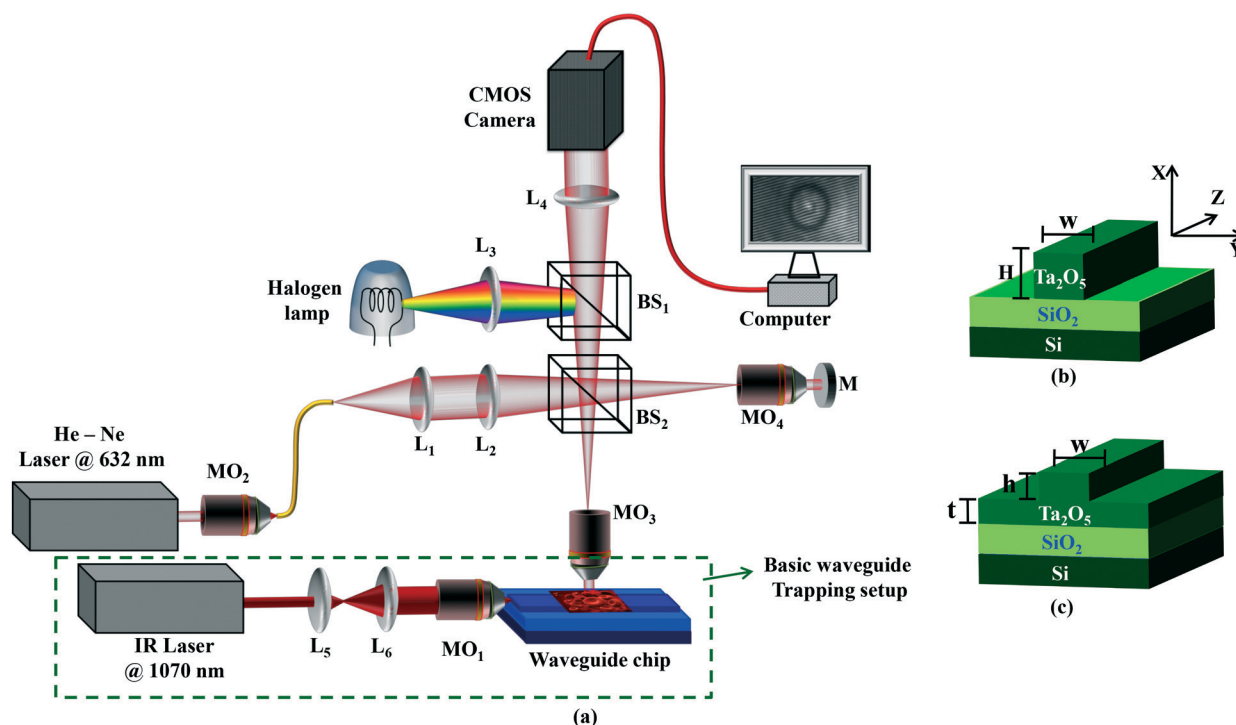 CMOS
Camera
L₄
L₃
Halogen
lamp
BS₁
Computer
L₁
L₂
BS₂
MO₄
M
He – Ne
Laser @ 632 nm
MO₂
MO₃
Basic waveguide
Trapping setup
IR Laser
@ 1070 nm
L₅
L₆
MO₁
Waveguide chip
(a)
X
Z
Y
w
H
Ta₂O₅
SiO₂
Si
(b)
w
h
t
Ta₂O₅
SiO₂
Si
(c)